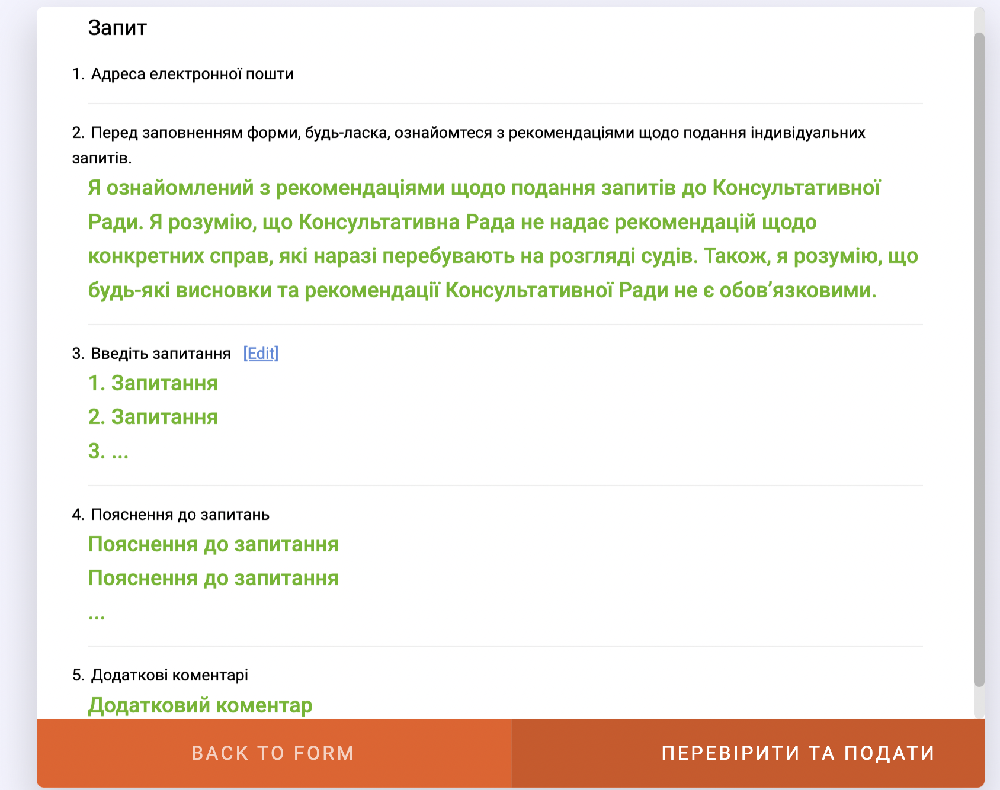 Запит
1. Адреса електронної пошти
2. Перед заповненням форми, будь-ласка, ознайомтеся з рекомендаціями щодо подання індивідуальних
запитів.
Я ознайомлений з рекомендаціями щодо подання запитів до Консультативної
Ради. Я розумію, що Консультативна Рада не надає рекомендацій щодо
конкретних справ, які наразі перебувають на розгляді судів. Також, я розумію, що
будь-які висновки та рекомендації Консультативної Ради не є обов’язковими.
3. Введіть запитання [Edit]
1. Запитання
2. Запитання
3. ...
4. Пояснення до запитань
Пояснення до запитання
Пояснення до запитання
...
5. Додаткові коментарі
Додатковий коментар
BACK TO FORM
ПЕРЕВІРИТИ ТА ПОДАТИ